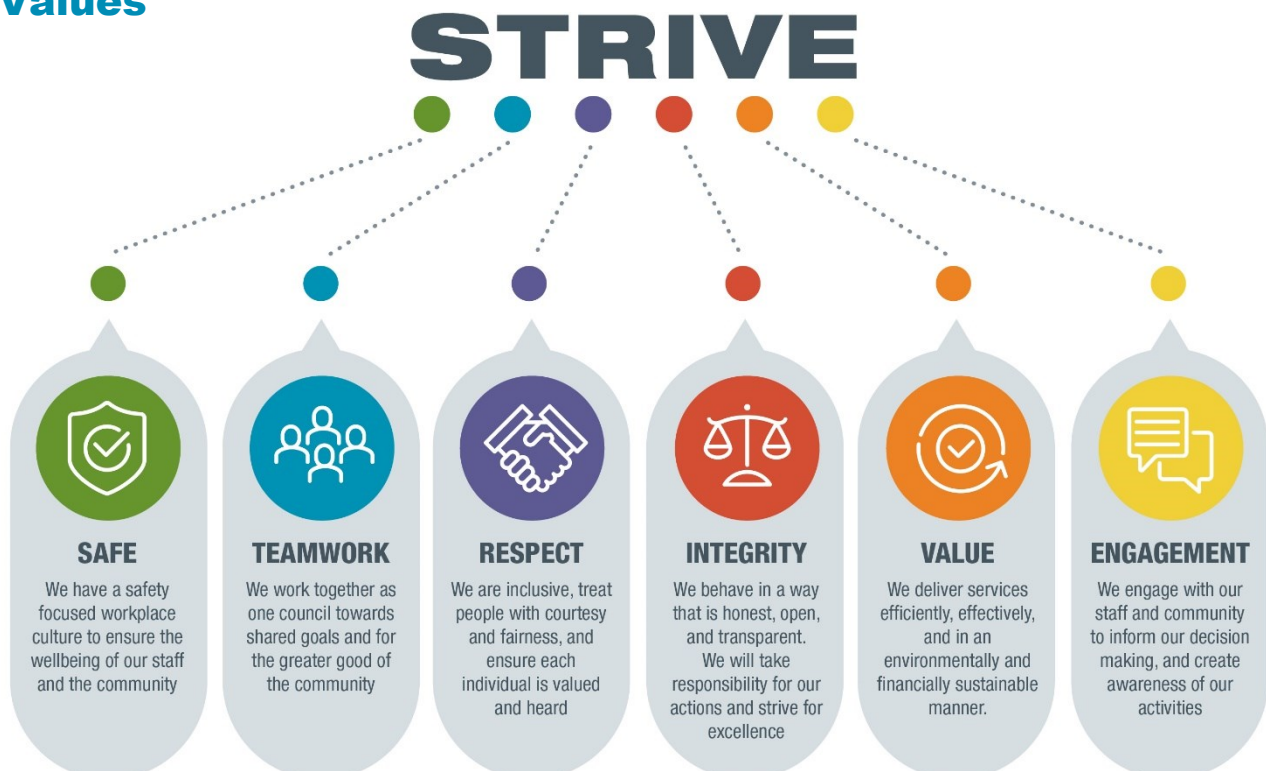 Values
STRIVE
SAFE
We have a safety
focused workplace
culture to ensure the
wellbeing of our staff
and the community
TEAMWORK
We work together as
one council towards
shared goals and for
the greater good of
the community
RESPECT
We are inclusive, treat
people with courtesy
and fairness, and
ensure each
individual is valued
and heard
INTEGRITY
We behave in a way
that is honest, open,
and transparent.
We will take
responsibility for our
actions and strive for
excellence
VALUE
We deliver services
efficiently, effectively,
and in an
environmentally and
financially sustainable
manner.
ENGAGEMENT
We engage with our
staff and community
to inform our decision
making, and create
awareness of our
activities